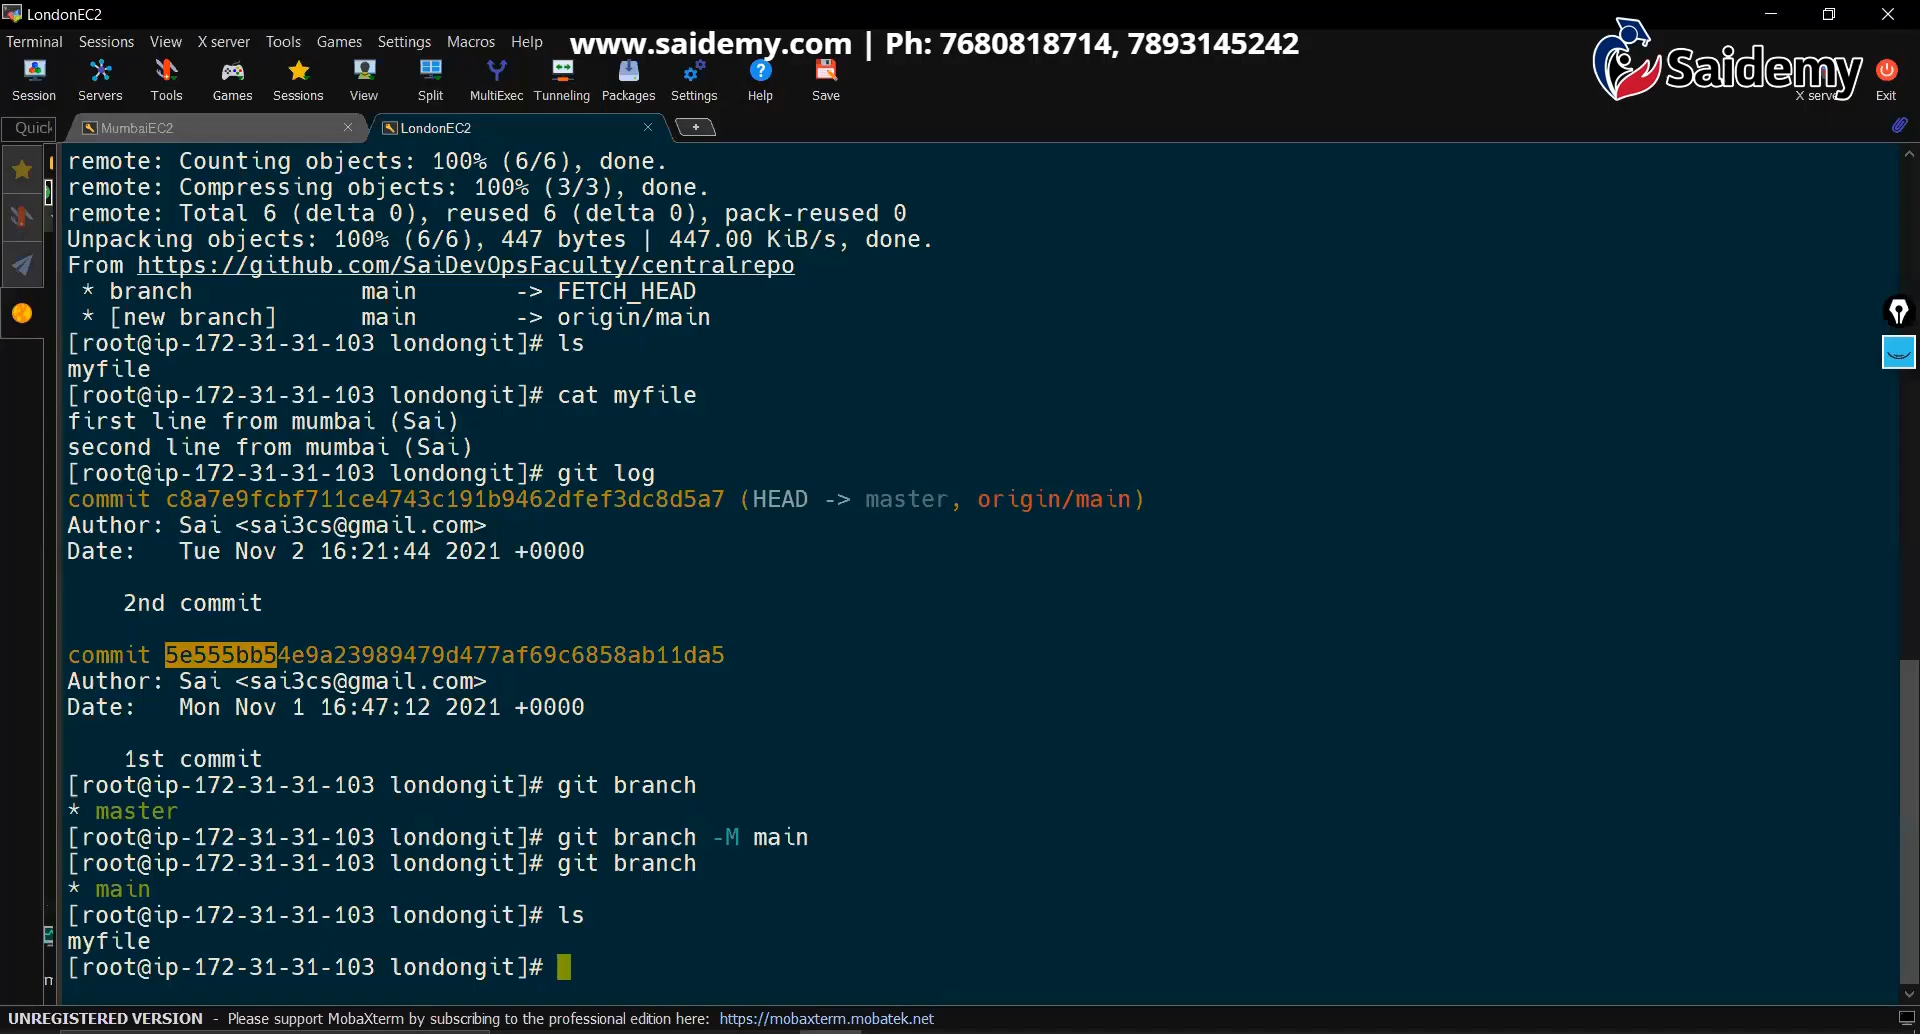 LondonEC2
Terminal Sessions View X server Tools Games Settings Macros Help
www.saidemy.com | Ph: 7680818714, 7893145242
Saidemy
Session Servers Tools Games Sessions View Split MultiExec Tunneling Packages Settings Help Save X serve Exit
Quick MumbaiEC2 LondonEC2
remote: Counting objects: 100% (6/6), done.
remote: Compressing objects: 100% (3/3), done.
remote: Total 6 (delta 0), reused 6 (delta 0), pack-reused 0
Unpacking objects: 100% (6/6), 447 bytes | 447.00 KiB/s, done.
From https://github.com/SaiDevOpsFaculty/centralrepo
* branch main -> FETCH_HEAD
* [new branch] main -> origin/main
[root@ip-172-31-31-103 londongit]# ls
myfile
[root@ip-172-31-31-103 londongit]# cat myfile
first line from mumbai (Sai)
second line from mumbai (Sai)
[root@ip-172-31-31-103 londongit]# git log
commit c8a7e9fcbf711ce4743c191b9462dfef3dc8d5a7 (HEAD -> master, origin/main)
Author: Sai <sai3cs@gmail.com>
Date: Tue Nov 2 16:21:44 2021 +0000
2nd commit
commit 5e555bb54e9a23989479d477af69c6858ab11da5
Author: Sai <sai3cs@gmail.com>
Date: Mon Nov 1 16:47:12 2021 +0000
1st commit
[root@ip-172-31-31-103 londongit]# git branch
* master
[root@ip-172-31-31-103 londongit]# git branch -M main
[root@ip-172-31-31-103 londongit]# git branch
* main
[root@ip-172-31-31-103 londongit]# ls
myfile
[root@ip-172-31-31-103 londongit]#
UNREGISTERED VERSION - Please support MobaXterm by subscribing to the professional edition here: https://mobaxterm.mobatek.net